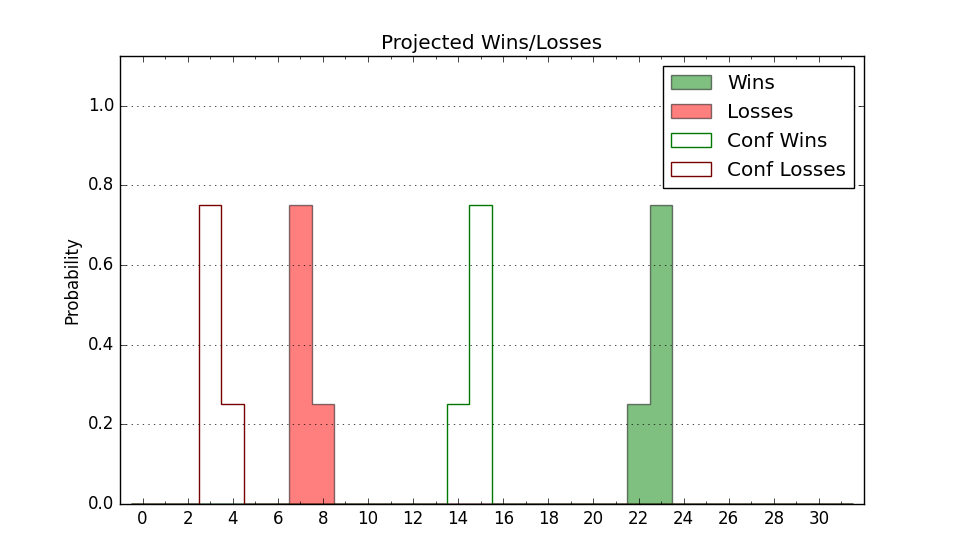 Projected Wins/Losses
Wins
Losses
Conf Wins
Conf Losses
Probability
1.0
0.8
0.6
0.4
0.2
0.0
0 2 4 6 8 10 12 14 16 18 20 22 24 26 28 30